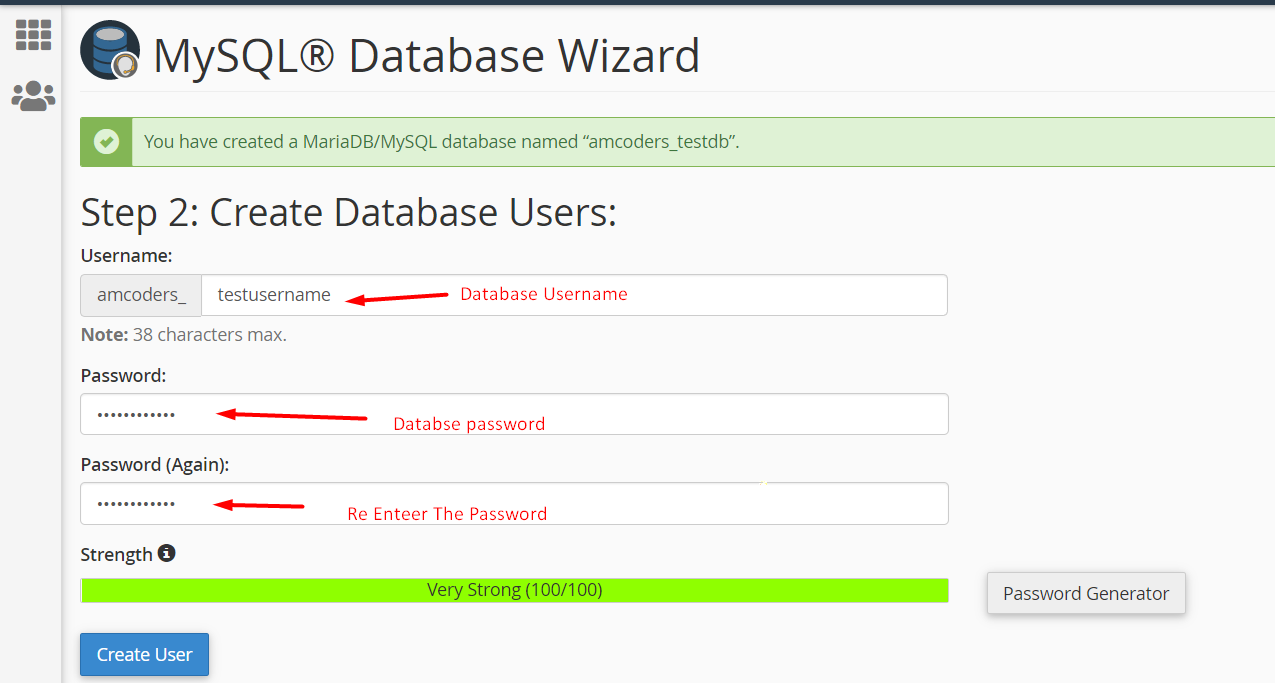 MySQL® Database Wizard
You have created a MariaDB/MySQL database named “amcoders_testdb”.
Step 2: Create Database Users:
Username:
amcoders_ testusername Database Username
Note: 38 characters max.
Password:
•••••••••••• Databse password
Password (Again):
•••••••••••• Re Enteer The Password
Strength
Very Strong (100/100)
Password Generator
Create User